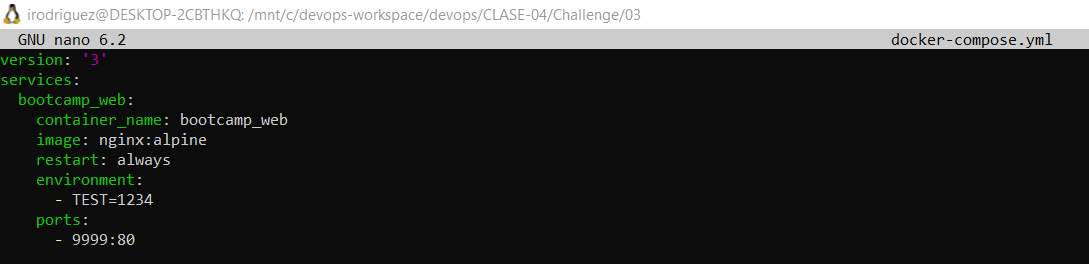 irodriguez@DESKTOP-2CBTHKQ: /mnt/c/devops-workspace/devops/CLASE-04/Challenge/03
GNU nano 6.2 docker-compose.yml
version: '3'
services:
  bootcamp_web:
    container_name: bootcamp_web
    image: nginx:alpine
    restart: always
    environment:
      - TEST=1234
    ports:
      - 9999:80